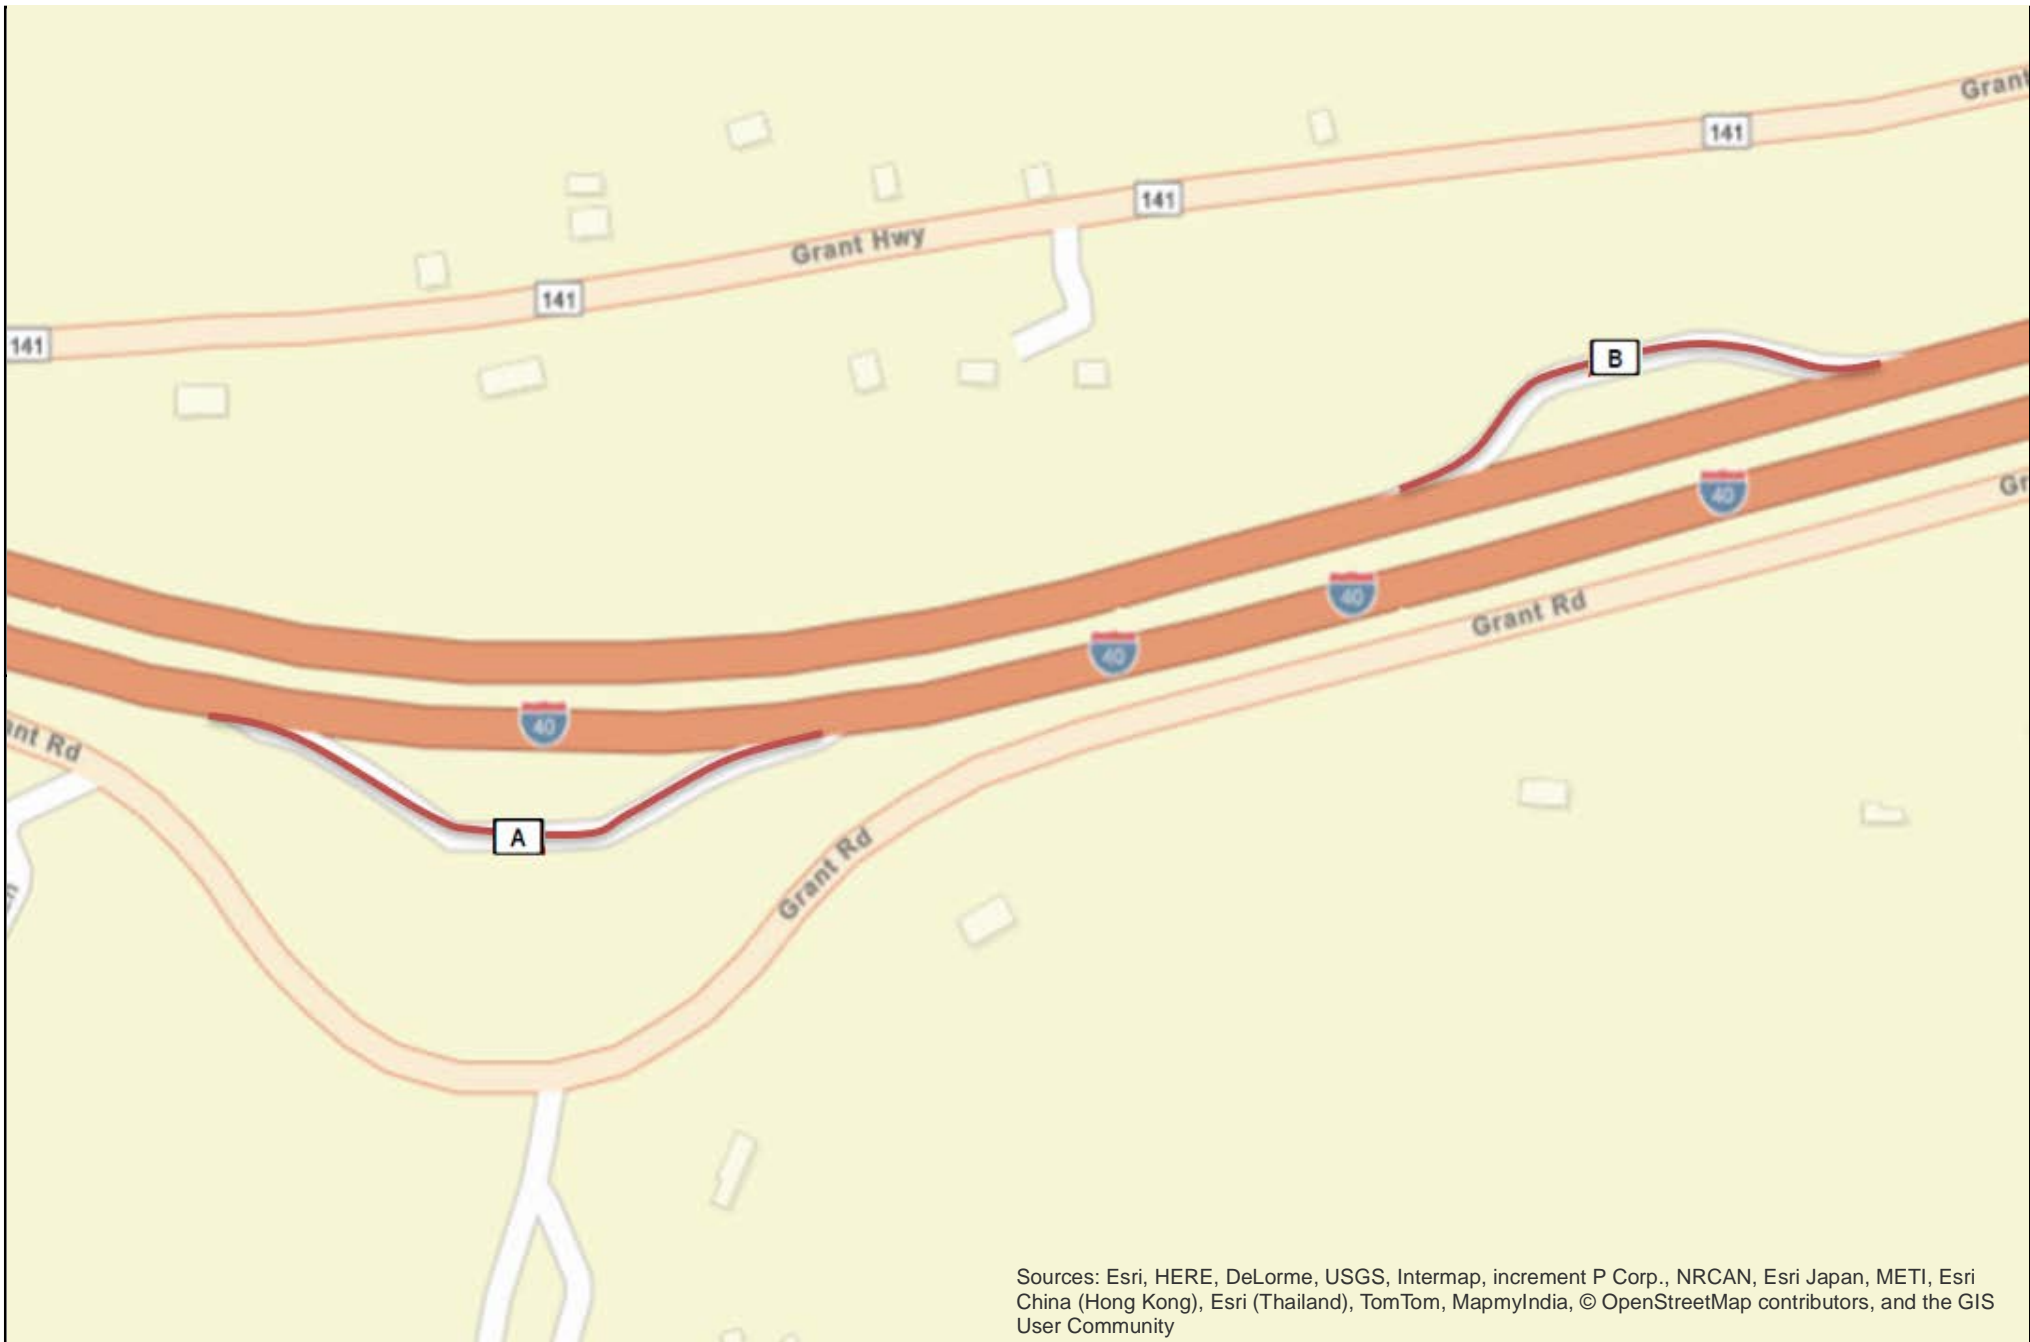 Grant
141
141
Grant Hwy
141
141
B
Gr
40
40
Grant Rd
40
40
ant Rd
A
Grant Rd
Sources: Esri, HERE, DeLorme, USGS, Intermap, increment P Corp., NRCAN, Esri Japan, METI, Esri
China (Hong Kong), Esri (Thailand), TomTom, MapmyIndia, © OpenStreetMap contributors, and the GIS
User Community